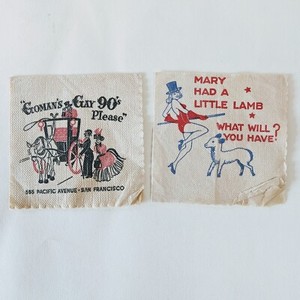 "GOMAN'S GAY 90's
Please"
555 PACIFIC AVENUE - SAN FRANCISCO
MARY
HAD A
LITTLE LAMB
WHAT WILL
YOU HAVE?